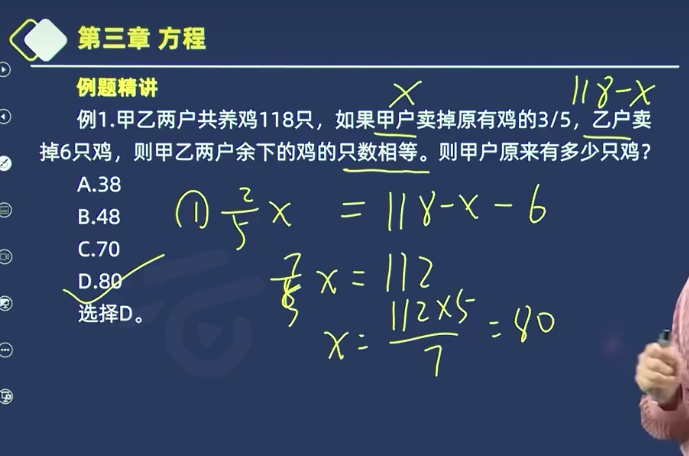 第三章 方程
例题精讲
x 118-x
例1.甲乙两户共养鸡118只，如果甲户卖掉原有鸡的3/5，乙户卖
掉6只鸡，则甲乙两户余下的鸡的只数相等。则甲户原来有多少只鸡？
A.38
B.48
C.70
D.80
选择D。
① 2/5 x = 118-x-6
7/5 x = 112
x = 112×5/7 = 80